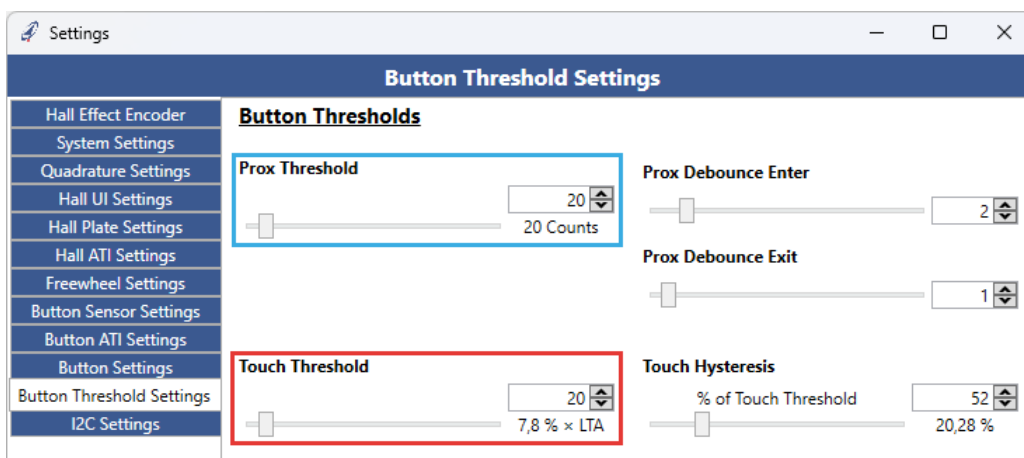 Settings
Button Threshold Settings
Hall Effect Encoder
System Settings
Quadrature Settings
Hall UI Settings
Hall Plate Settings
Hall ATI Settings
Freewheel Settings
Button Sensor Settings
Button ATI Settings
Button Settings
Button Threshold Settings
I2C Settings
Button Thresholds
Prox Threshold
20
20 Counts
Prox Debounce Enter
2
Prox Debounce Exit
1
Touch Threshold
20
7,8 % × LTA
Touch Hysteresis
% of Touch Threshold
52
20,28 %